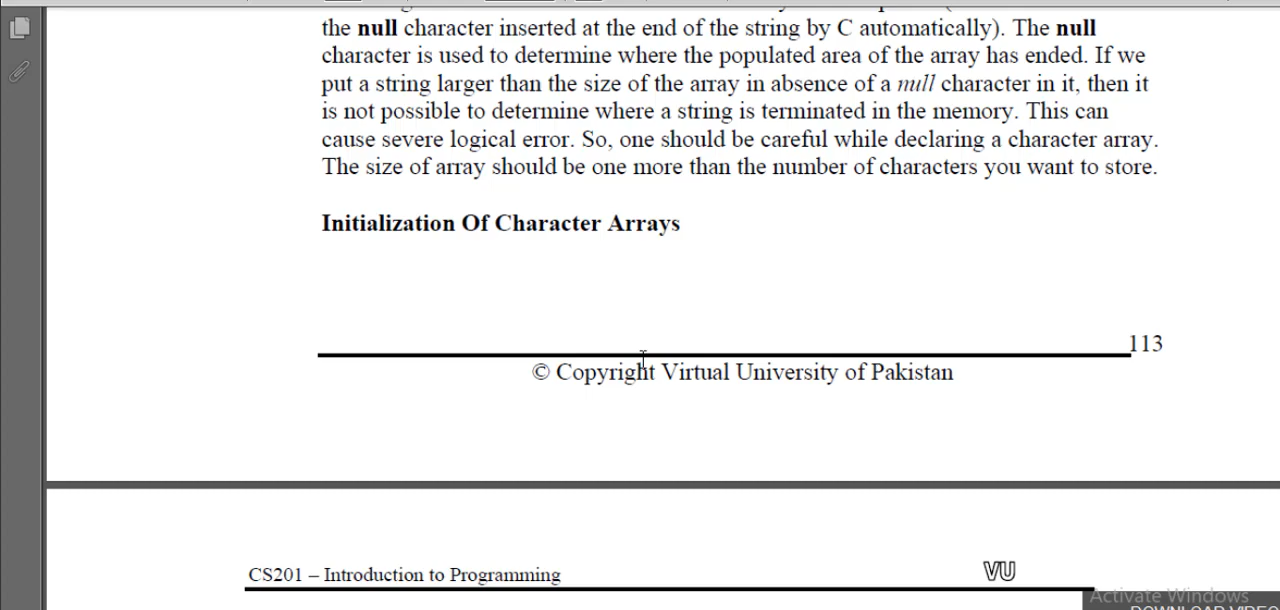 the null character inserted at the end of the string by C automatically). The null
character is used to determine where the populated area of the array has ended. If we
put a string larger than the size of the array in absence of a null character in it, then it
is not possible to determine where a string is terminated in the memory. This can
cause severe logical error. So, one should be careful while declaring a character array.
The size of array should be one more than the number of characters you want to store.
Initialization Of Character Arrays
113
© Copyright Virtual University of Pakistan
CS201 – Introduction to Programming
VU
Activate Windows
DOWNLOAD VIDEO